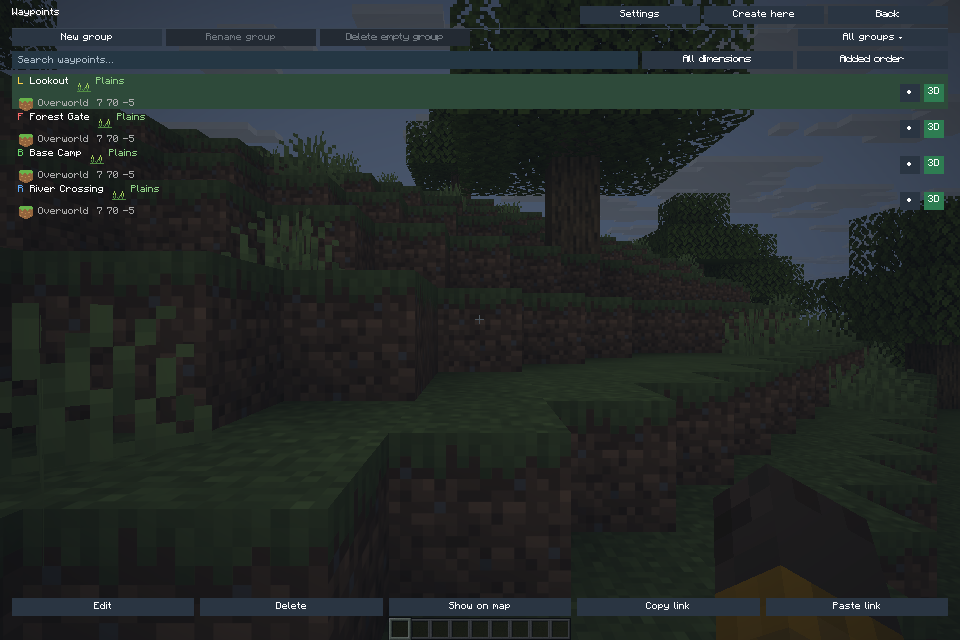 Waypoints
Settings
Create here
Back
New group
Rename group
Delete empty group
All groups
Search waypoints...
All dimensions
Added order
L Lookout Plains
Overworld 7 70 -5
3D
F Forest Gate Plains
Overworld 7 70 -5
3D
B Base Camp Plains
Overworld 7 70 -5
3D
R River Crossing Plains
Overworld 7 70 -5
3D
Edit
Delete
Show on map
Copy link
Paste link